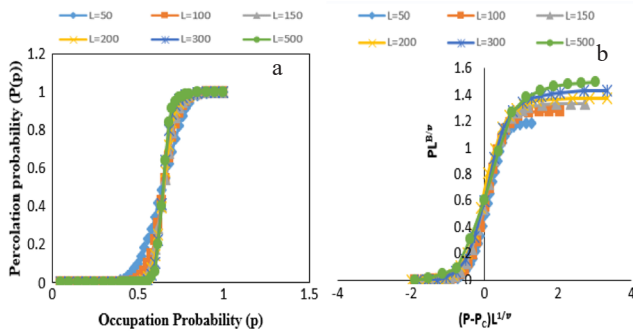 L=50 L=100 L=150
L=200 L=300 L=500
a
Percolation probability (P(p))
1.2
1
0.8
0.6
0.4
0.2
0
0 0.5 1 1.5
Occupation Probability (p)
L=50 L=100 L=150
L=200 L=300 L=500
b
PL^B/ν
1.6
1.4
1.2
1
0.8
0.6
0.4
0.2
0
-4 -2 0 2 4
(P-Pc)L^1/ν